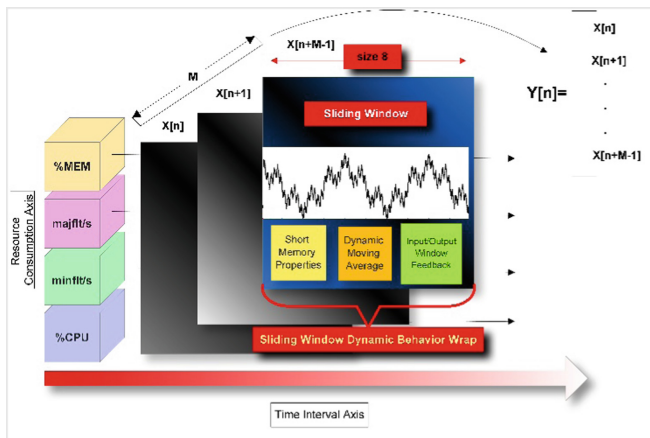 X[n+M-1]
X[n]
size 8
X[n+1]
M
X[n+1]
Y[n]=
.
.
.
X[n+M-1]
X[n]
Sliding Window
%MEM
majflt/s
minflt/s
%CPU
Resource
Consumption Axis
Short
Memory
Properties
Dynamic
Moving
Average
Input/Output
Window
Feedback
Sliding Window Dynamic Behavior Wrap
Time Interval Axis